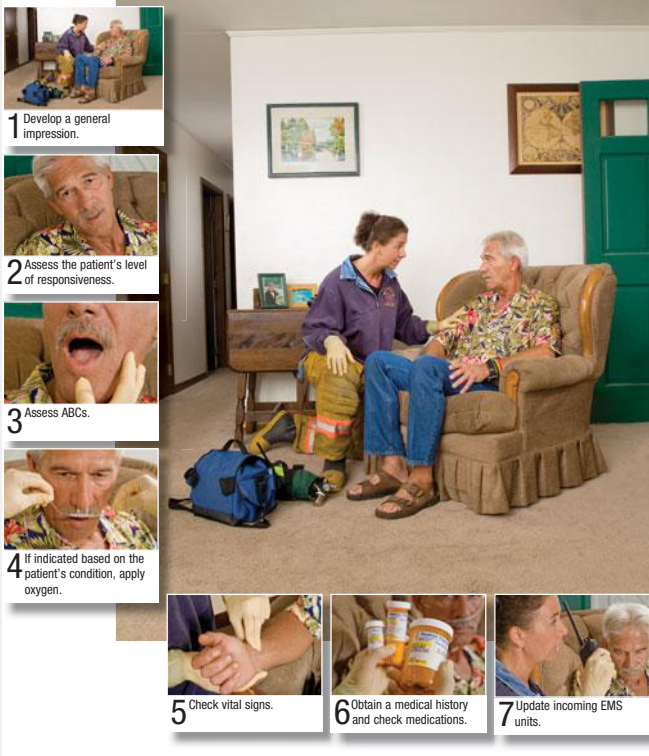 1 Develop a general
impression.
2 Assess the patient's level
of responsiveness.
3 Assess ABCs.
4 If indicated based on the
patient's condition, apply
oxygen.
5 Check vital signs.
6 Obtain a medical history
and check medications.
7 Update incoming EMS
units.